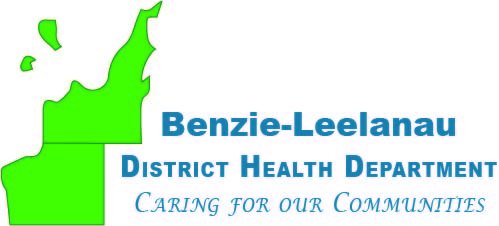 Benzie-Leelanau
District Health Department
Caring for our Communities